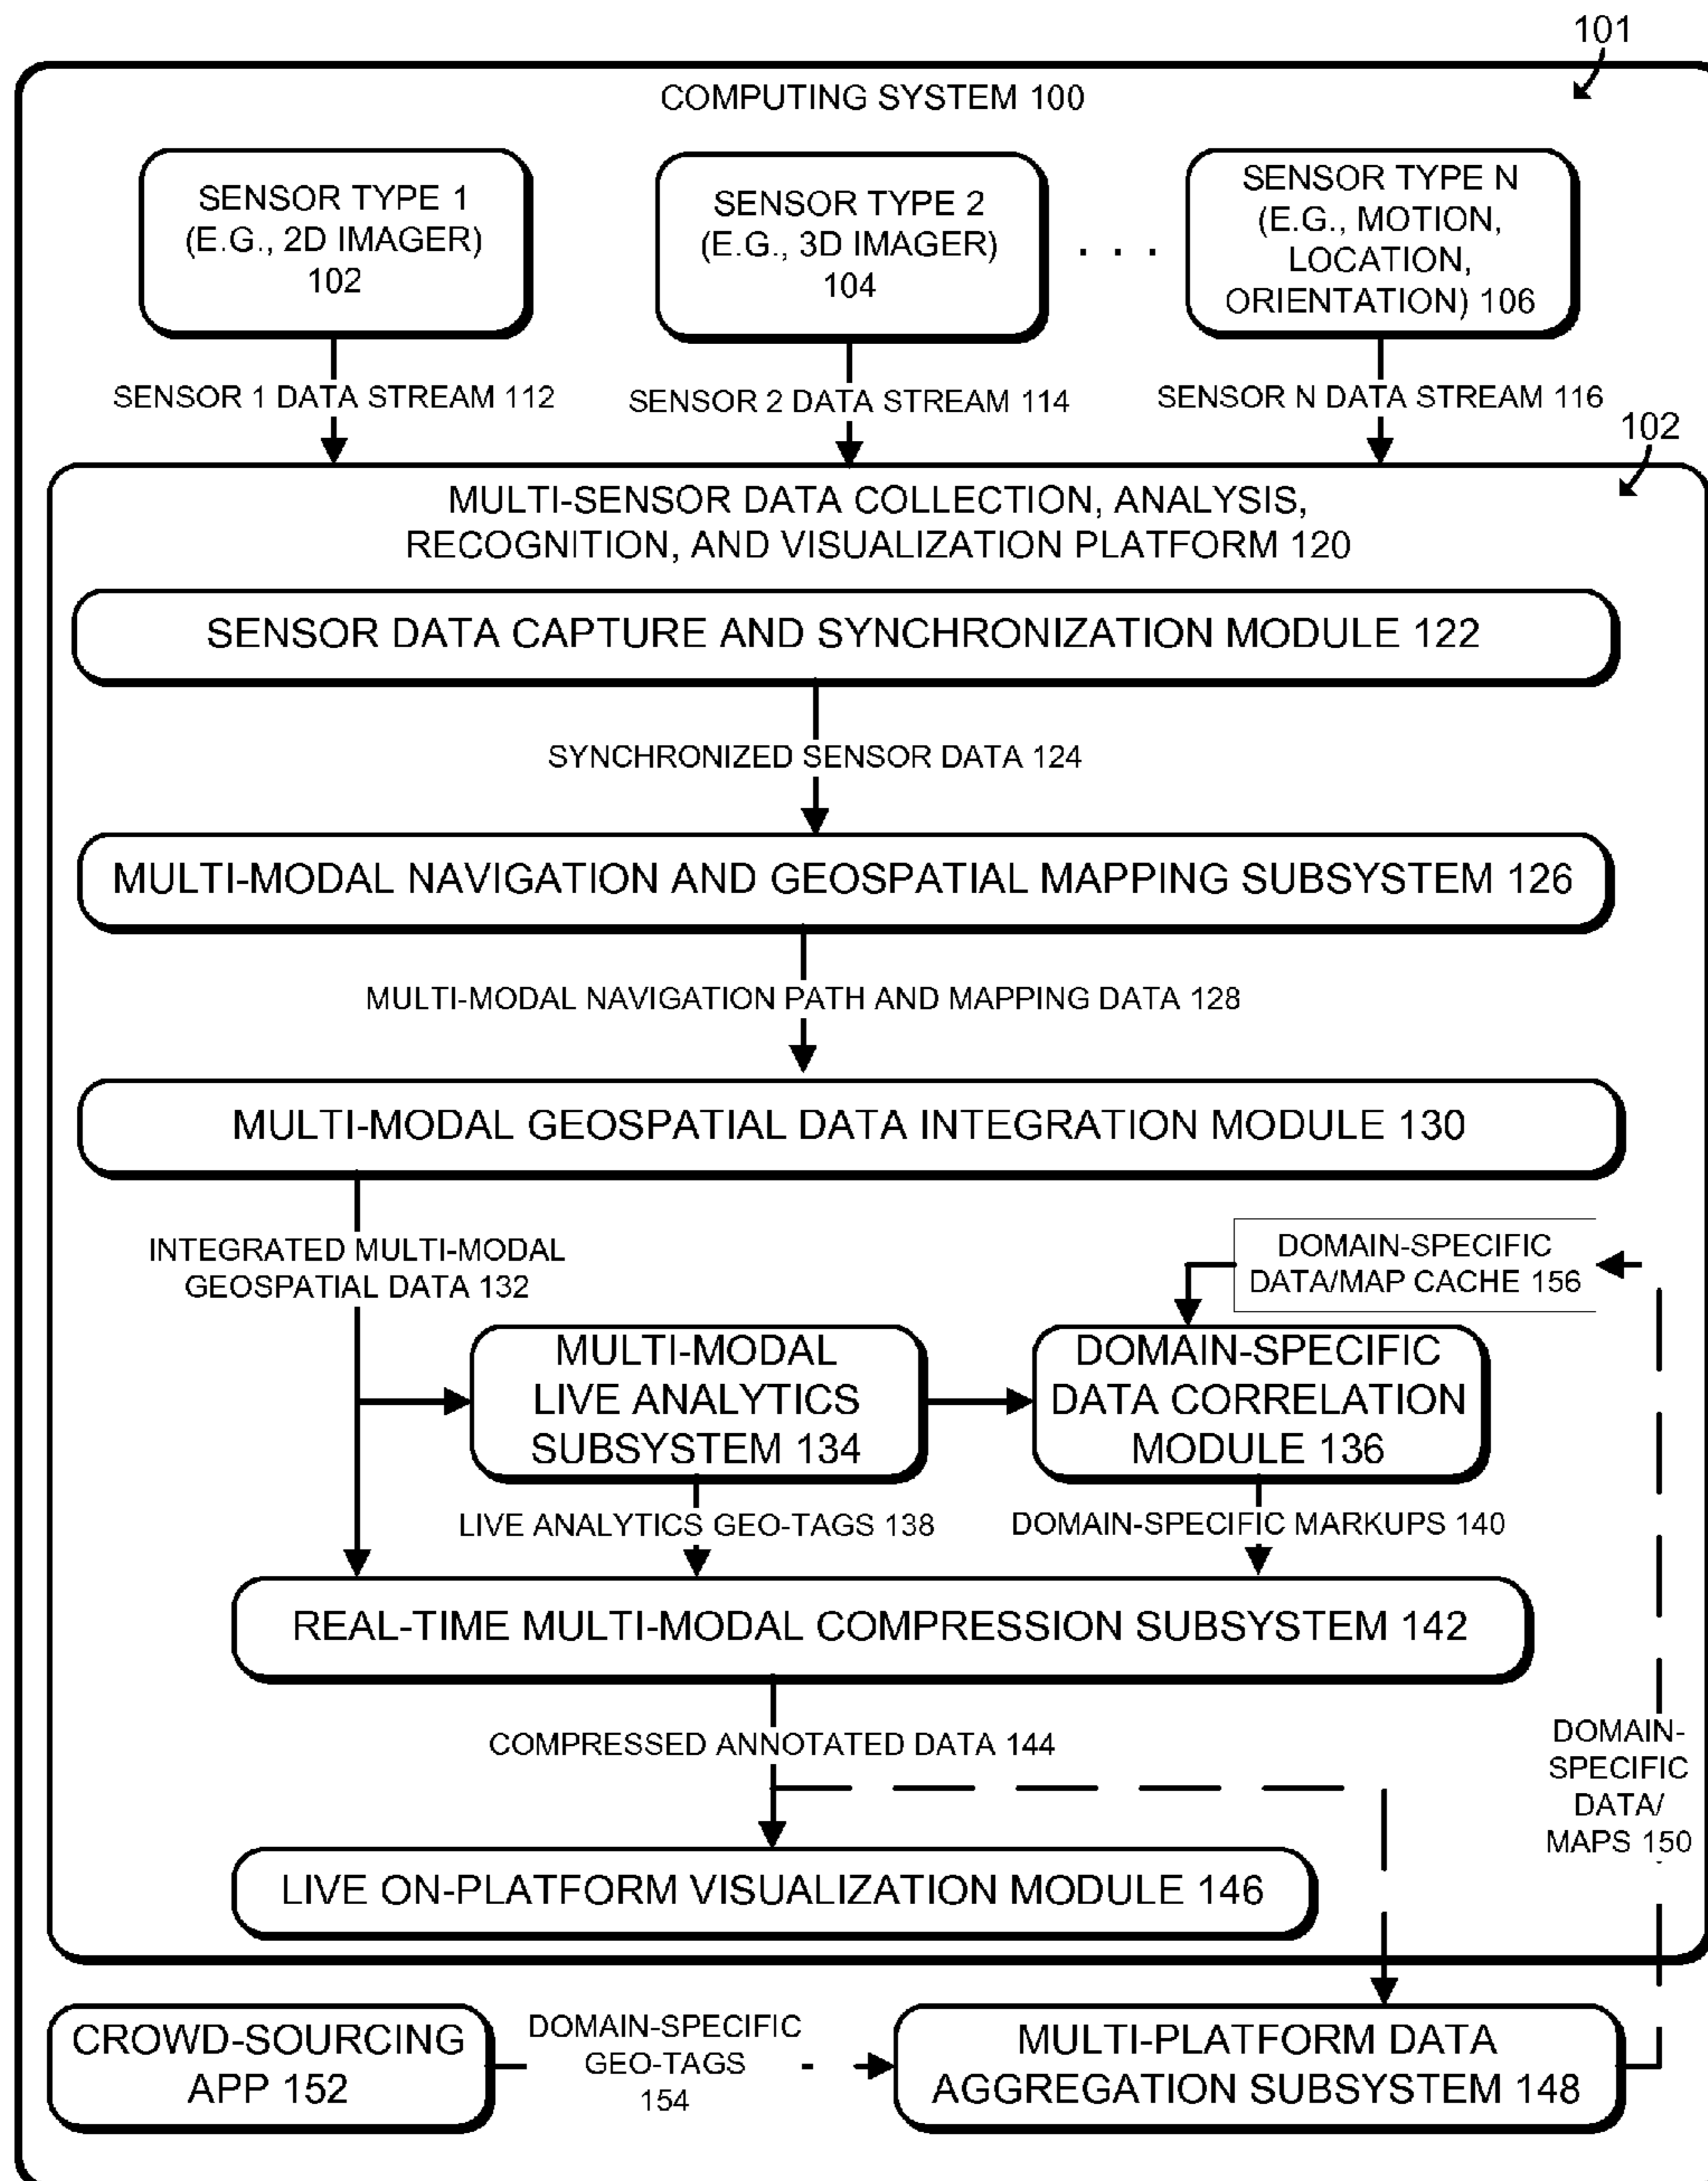 101
COMPUTING SYSTEM 100
SENSOR TYPE 1
(E.G., 2D IMAGER)
102
SENSOR TYPE 2
(E.G., 3D IMAGER)
104
. . .
SENSOR TYPE N
(E.G., MOTION,
LOCATION,
ORIENTATION) 106
SENSOR 1 DATA STREAM 112
SENSOR 2 DATA STREAM 114
SENSOR N DATA STREAM 116
102
MULTI-SENSOR DATA COLLECTION, ANALYSIS,
RECOGNITION, AND VISUALIZATION PLATFORM 120
SENSOR DATA CAPTURE AND SYNCHRONIZATION MODULE 122
SYNCHRONIZED SENSOR DATA 124
MULTI-MODAL NAVIGATION AND GEOSPATIAL MAPPING SUBSYSTEM 126
MULTI-MODAL NAVIGATION PATH AND MAPPING DATA 128
MULTI-MODAL GEOSPATIAL DATA INTEGRATION MODULE 130
INTEGRATED MULTI-MODAL
GEOSPATIAL DATA 132
DOMAIN-SPECIFIC
DATA/MAP CACHE 156
MULTI-MODAL
LIVE ANALYTICS
SUBSYSTEM 134
DOMAIN-SPECIFIC
DATA CORRELATION
MODULE 136
LIVE ANALYTICS GEO-TAGS 138
DOMAIN-SPECIFIC MARKUPS 140
REAL-TIME MULTI-MODAL COMPRESSION SUBSYSTEM 142
COMPRESSED ANNOTATED DATA 144
DOMAIN-
SPECIFIC
DATA/
MAPS 150
LIVE ON-PLATFORM VISUALIZATION MODULE 146
CROWD-SOURCING
APP 152
DOMAIN-SPECIFIC
GEO-TAGS
154
MULTI-PLATFORM DATA
AGGREGATION SUBSYSTEM 148